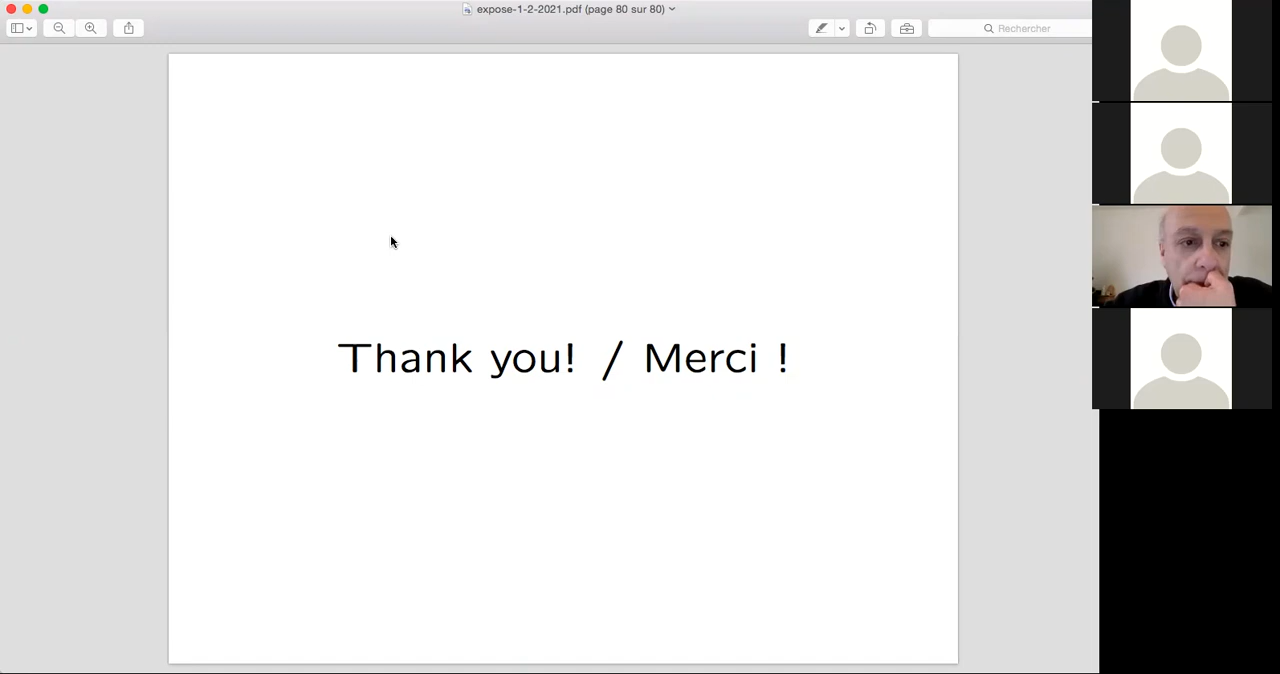 expose-1-2-2021.pdf (page 80 sur 80)
Rechercher
Thank you! / Merci !